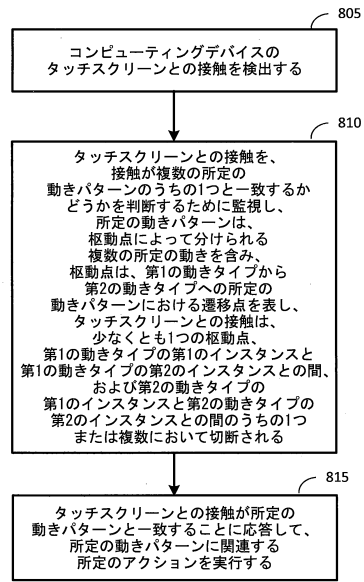 805
コンピューティングデバイスの
タッチスクリーンとの接触を検出する
810
タッチスクリーンとの接触を、
接触が複数の所定の
動きパターンのうちの1つと一致するか
どうかを判断するために監視し、
所定の動きパターンは、
枢動点によって分けられる
複数の所定の動きを含み、
枢動点は、第1の動きタイプから
第2の動きタイプへの所定の
動きパターンにおける遷移点を表し、
タッチスクリーンとの接触は、
少なくとも1つの枢動点、
第1の動きタイプの第1のインスタンスと
第1の動きタイプの第2のインスタンスとの間、
および第2の動きタイプの
第1のインスタンスと第2の動きタイプの
第2のインスタンスとの間のうちの1つ
または複数において切断される
815
タッチスクリーンとの接触が所定の
動きパターンと一致することに応答して、
所定の動きパターンに関連する
所定のアクションを実行する